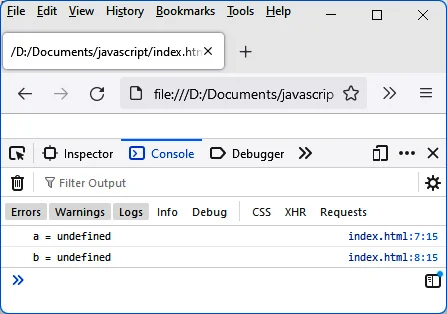 File Edit View History Bookmarks Tools Help
/D:/Documents/javascript/index.htm
file:///D:/Documents/javascrip
Inspector Console Debugger
Filter Output
Errors Warnings Logs Info Debug CSS XHR Requests
a = undefined index.html:7:15
b = undefined index.html:8:15